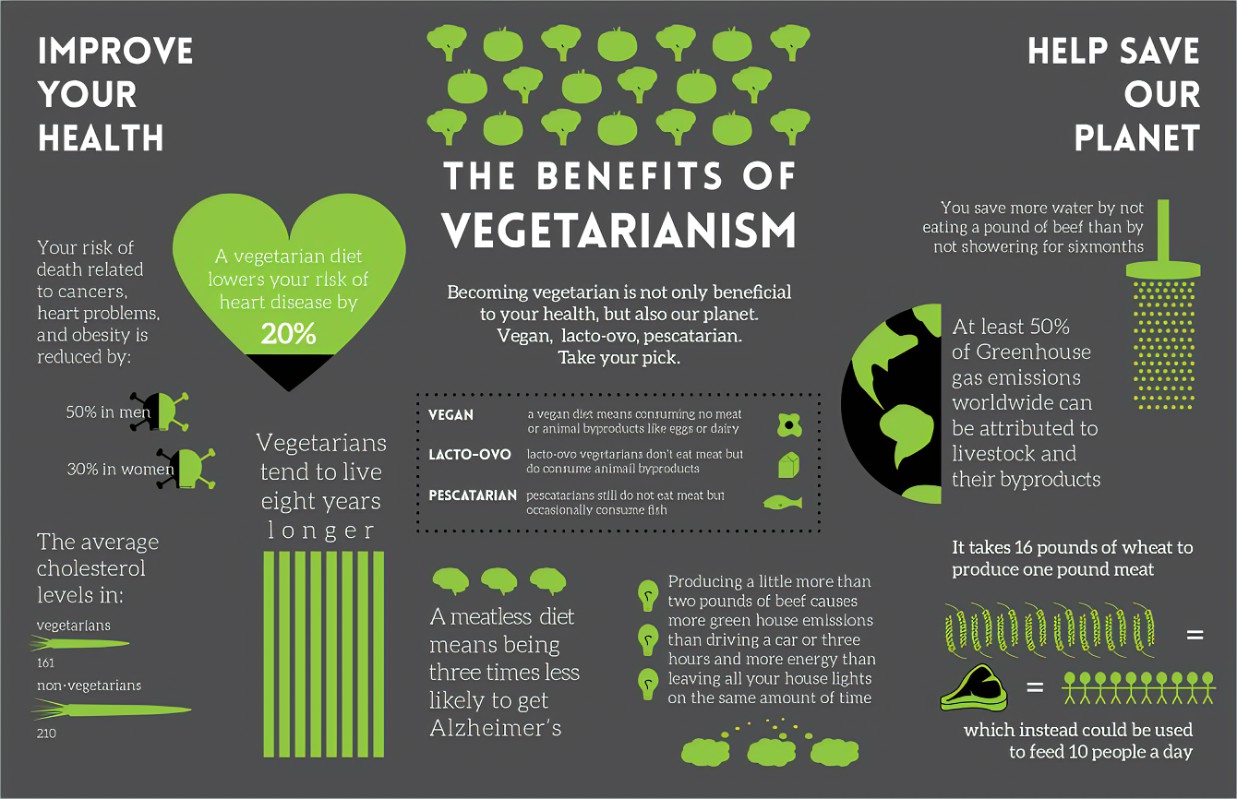 IMPROVE
YOUR
HEALTH
Your risk of
death related
to cancers,
heart problems,
and obesity is
reduced by:
50% in men
30% in women
A vegetarian diet
lowers your risk of
heart disease by
20%
Vegetarians
tend to live
eight years
longer
The average
cholesterol
levels in:
vegetarians
161
non-vegetarians
210
THE BENEFITS OF
VEGETARIANISM
Becoming vegetarian is not only beneficial
to your health, but also our planet.
Vegan, lacto-ovo, pescatarian.
Take your pick.
VEGAN
a vegan diet means consuming no meat
or animal byproducts like eggs or dairy
LACTO-OVO
lacto-ovo vegetarians don't eat meat but
do consume animall byproducts
PESCATARIAN
pescatarians still do not eat meat but
occasionally consume fish
A meatless diet
means being
three times less
likely to get
Alzheimer's
Producing a little more than
two pounds of beef causes
more green house emissions
than driving a car or three
hours and more energy than
leaving all your house lights
on the same amount of time
HELP SAVE
OUR
PLANET
You save more water by not
eating a pound of beef than by
not showering for sixmonths
At least 50%
of Greenhouse
gas emissions
worldwide can
be attributed to
livestock and
their byproducts
It takes 16 pounds of wheat to
produce one pound meat
=
=
which instead could be used
to feed 10 people a day